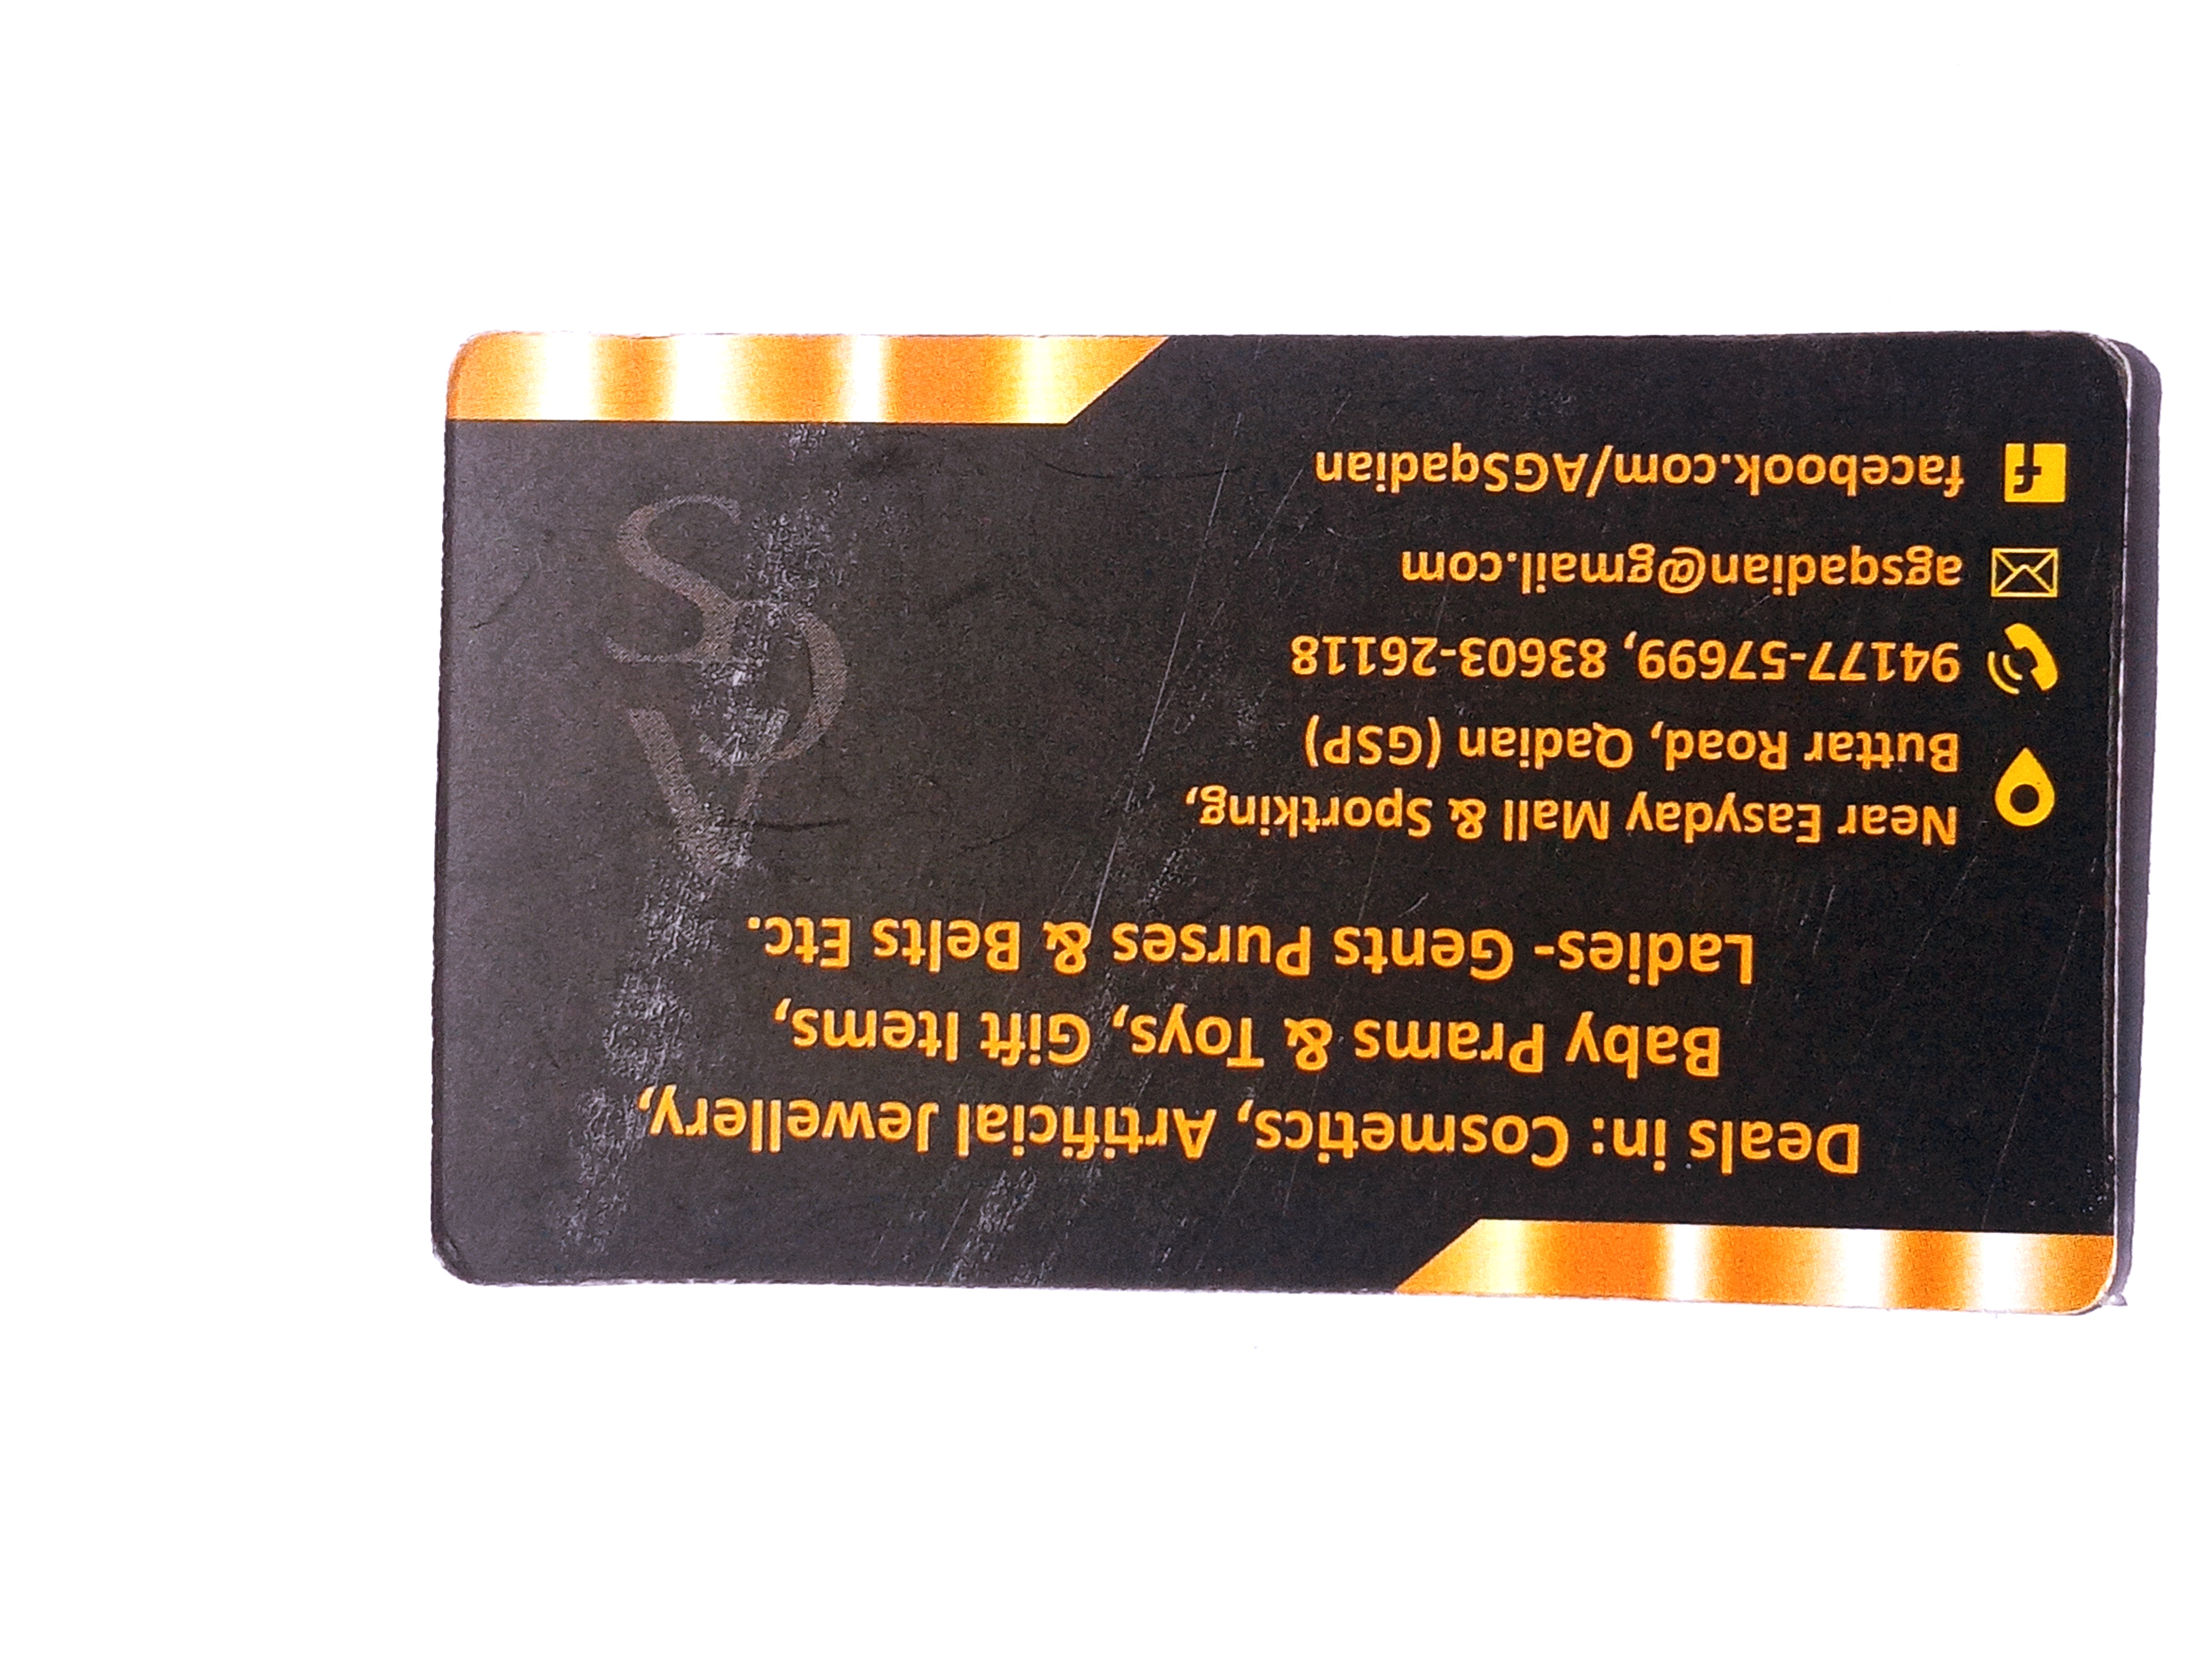 Deals in: Cosmetics, Artificial Jewellery,
Baby Prams & Toys, Gift Items,
Ladies- Gents Purses & Belts Etc.
Near Easyday Mall & Sportking,
Buttar Road, Qadian (GSP)
94177-57699, 83603-26118
agsqadian@gmail.com
facebook.com/AGSqadian
AGS